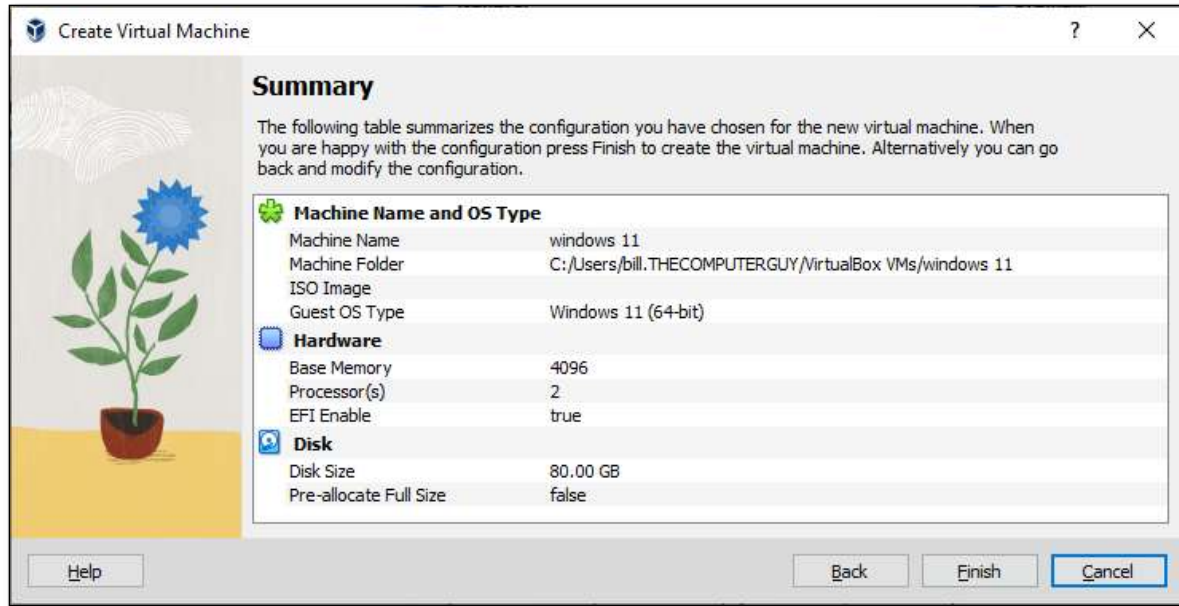 Create Virtual Machine
?
Summary
The following table summarizes the configuration you have chosen for the new virtual machine. When
you are happy with the configuration press Finish to create the virtual machine. Alternatively you can go
back and modify the configuration.
Machine Name and OS Type
Machine Name windows 11
Machine Folder C:/Users/bill.THECOMPUTERGUY/VirtualBox VMs/windows 11
ISO Image
Guest OS Type Windows 11 (64-bit)
Hardware
Base Memory 4096
Processor(s) 2
EFI Enable true
Disk
Disk Size 80.00 GB
Pre-allocate Full Size false
Help Back Finish Cancel